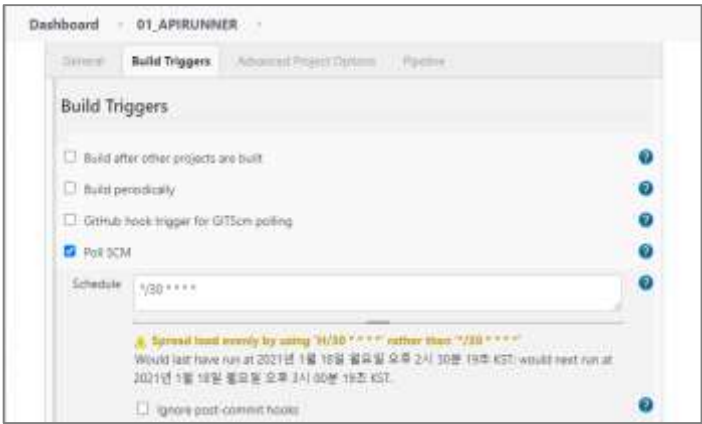 Dashboard 01_APIRUNNER
General Build Triggers Advanced Project Options Pipeline
Build Triggers
Build after other projects are built
Build periodically
GitHub hook trigger for GITScm polling
Poll SCM
Schedule */30 * * * *
Spread load evenly by using 'H/30 * * * *' rather than '*/30 * * * *'
Would last have run at 2021년 1월 18일 월요일 오후 2시 30분 19초 KST; would next run at
2021년 1월 18일 월요일 오후 3시 00분 19초 KST.
Ignore post-commit hooks